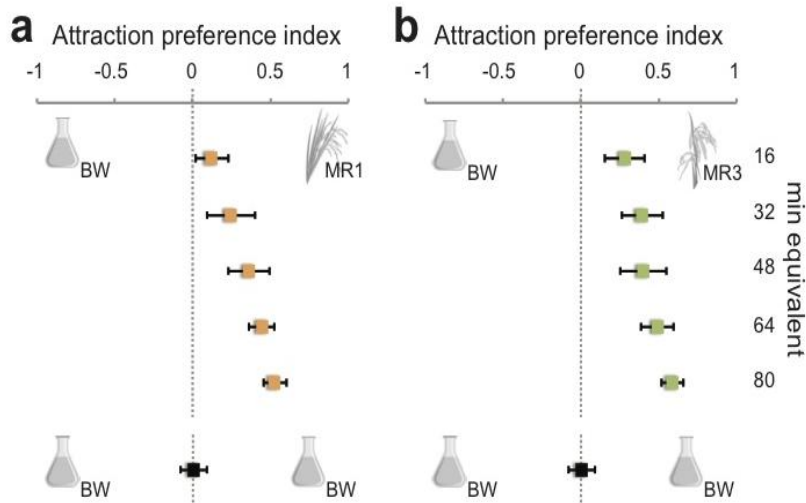 a Attraction preference index
-1 -0.5 0 0.5 1
BW MR1
BW BW
b Attraction preference index
-1 -0.5 0 0.5 1
BW MR3
16
32
48
64
80
min equivalent
BW BW